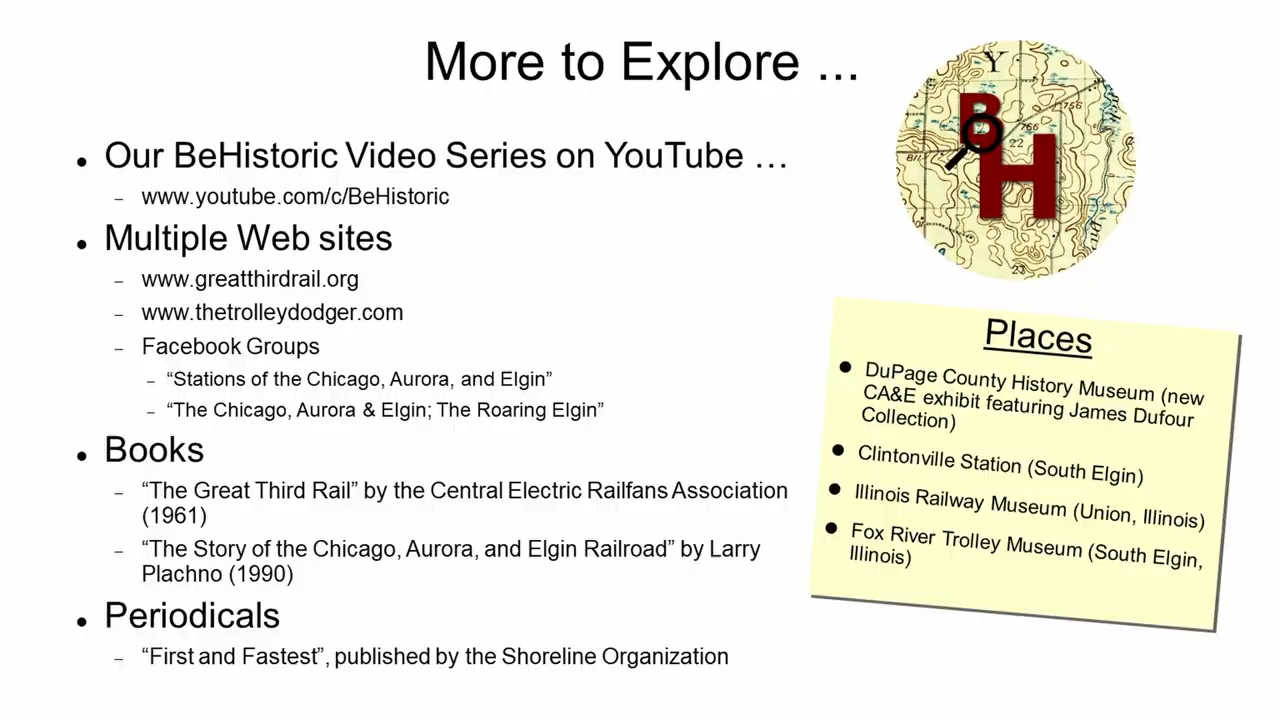 More to Explore ...
Our BeHistoric Video Series on YouTube …
www.youtube.com/c/BeHistoric
Multiple Web sites
www.greatthirdrail.org
www.thetrolleydodger.com
Facebook Groups
“Stations of the Chicago, Aurora, and Elgin”
“The Chicago, Aurora & Elgin; The Roaring Elgin”
Books
“The Great Third Rail” by the Central Electric Railfans Association
(1961)
“The Story of the Chicago, Aurora, and Elgin Railroad” by Larry
Plachno (1990)
Periodicals
“First and Fastest”, published by the Shoreline Organization
Y
B
756
766
811
22
H
23
Places
DuPage County History Museum (new
CA&E exhibit featuring James Dufour
Collection)
Clintonville Station (South Elgin)
Illinois Railway Museum (Union, Illinois)
Fox River Trolley Museum (South Elgin,
Illinois)